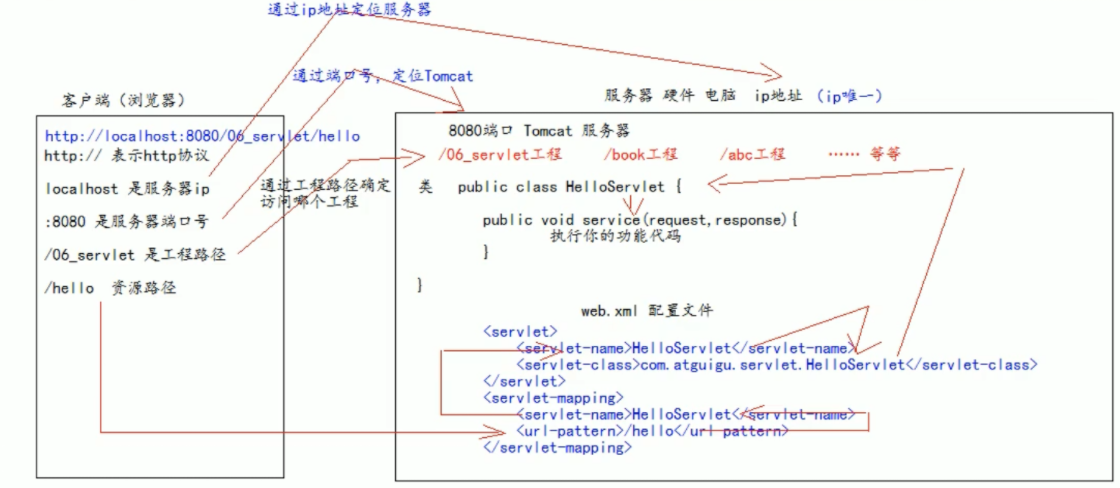 通过ip地址定位服务器
通过端口号，定位Tomcat
客户端（浏览器）
服务器 硬件 电脑 ip地址 （ip唯一）
http://localhost:8080/06_servlet/hello
http:// 表示http协议
localhost 是服务器ip
:8080 是服务器端口号
/06_servlet 是工程路径
/hello 资源路径
通过工程路径确定
访问哪个工程
8080端口 Tomcat 服务器
/06_servlet工程 /book工程 /abc工程 …… 等等
类 public class HelloServlet {
public void service(request,response){
执行你的功能代码
}
}
web.xml 配置文件
<servlet>
<servlet-name>HelloServlet</servlet-name>
<servlet-class>com.atguigu.servlet.HelloServlet</servlet-class>
</servlet>
<servlet-mapping>
<servlet-name>HelloServlet</servlet-name>
<url-pattern>/hello</url-pattern>
</servlet-mapping>